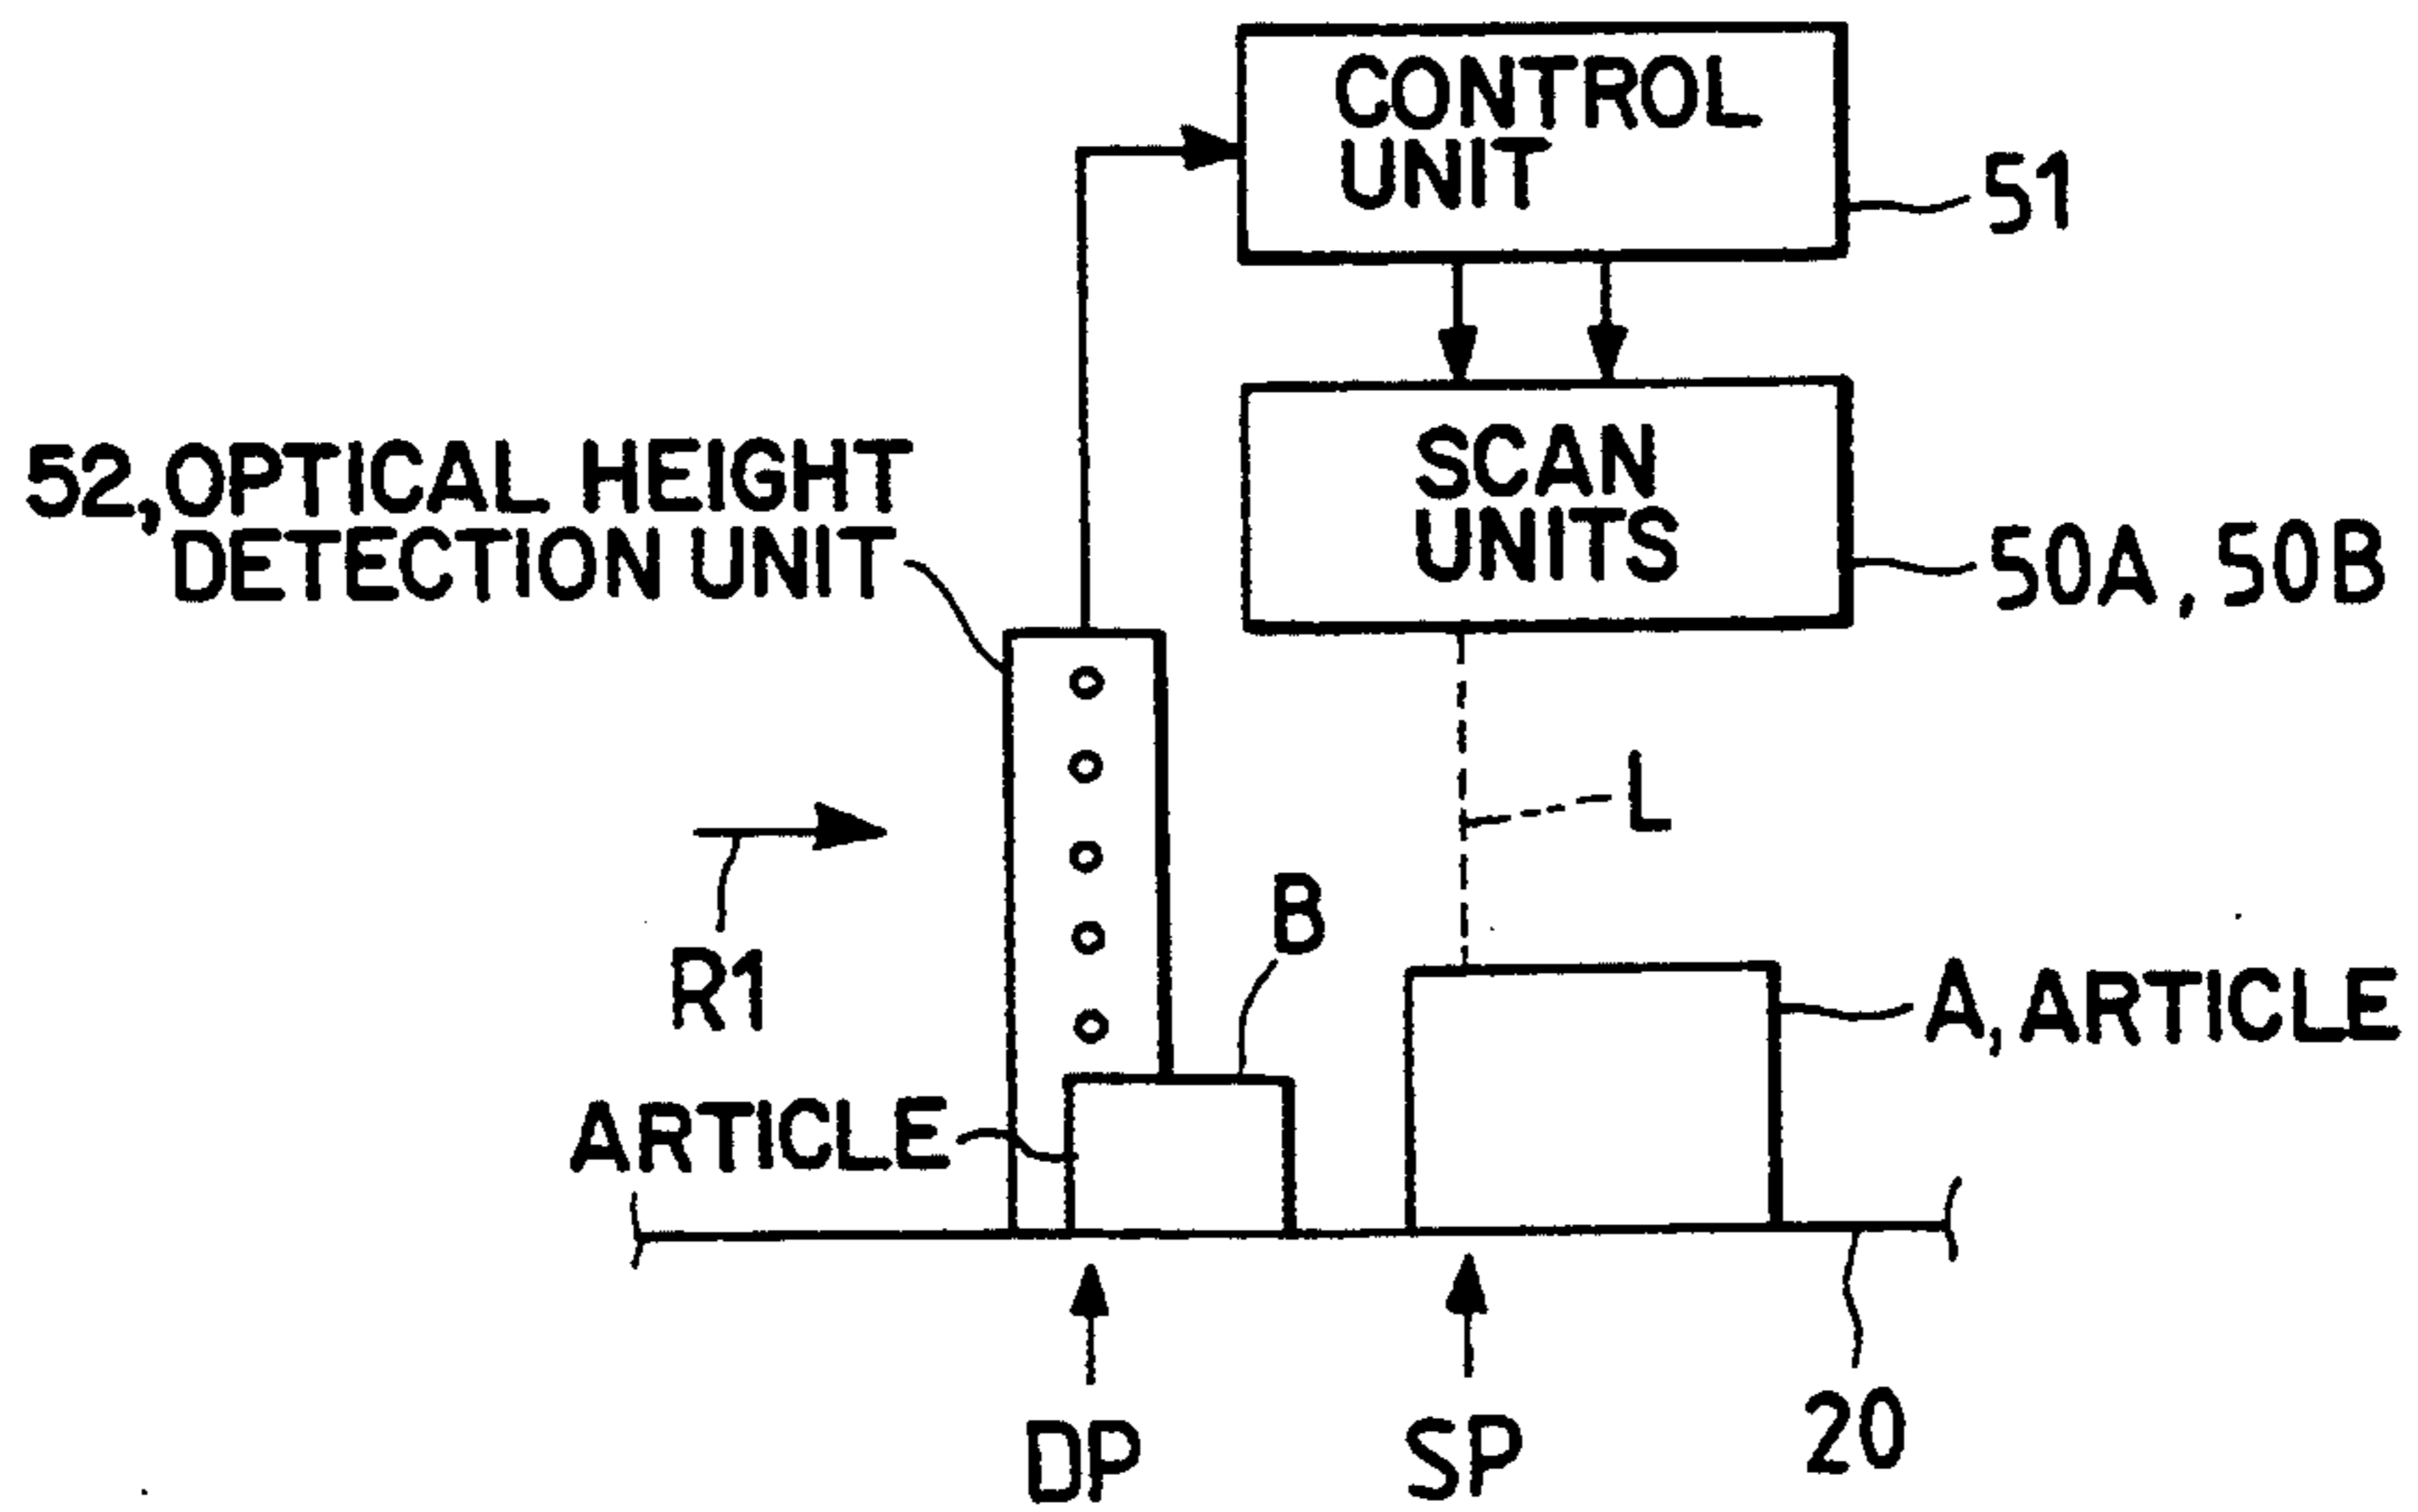 CONTROL
UNIT
51
52,OPTICAL HEIGHT
DETECTION UNIT
SCAN
UNITS
50A, 50B
L
R1
B
A, ARTICLE
ARTICLE
DP
SP
20